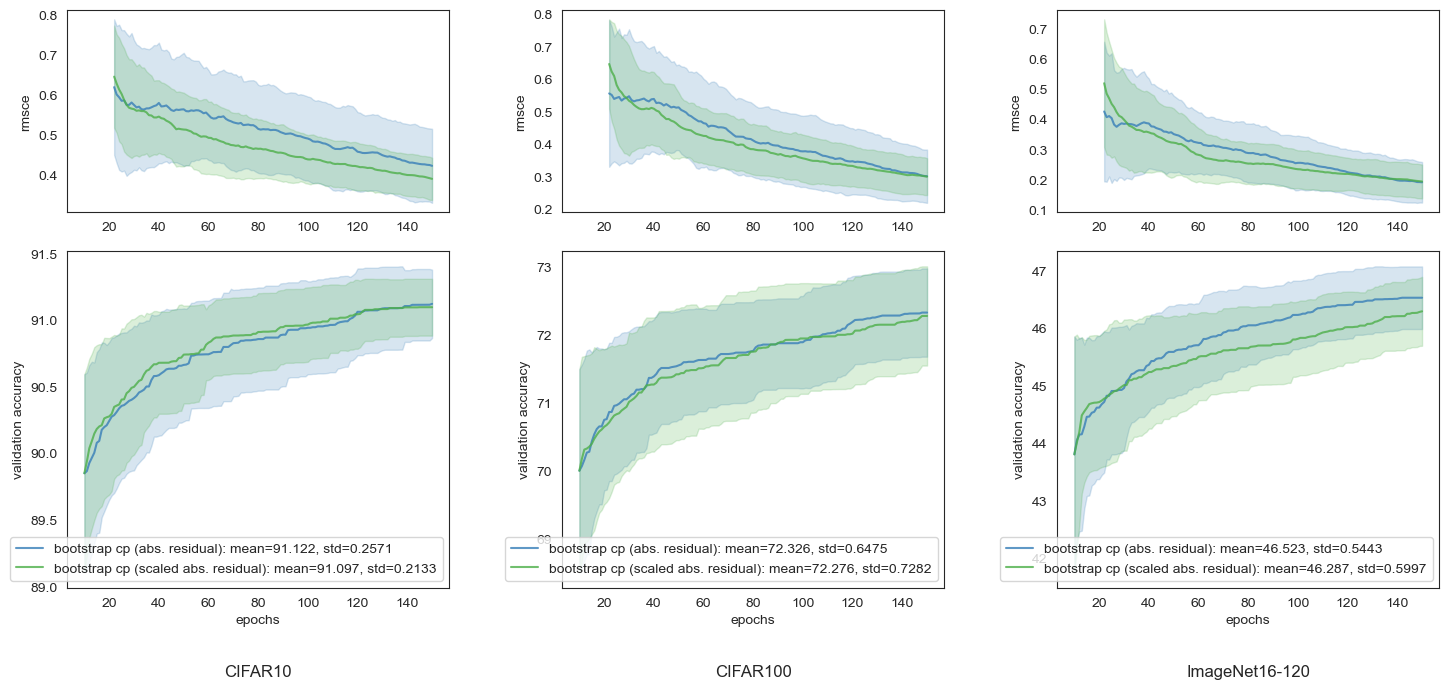 0.8
0.7
0.6
0.5
0.4
rmsce
20 40 60 80 100 120 140
0.8
0.7
0.6
0.5
0.4
0.3
0.2
rmsce
20 40 60 80 100 120 140
0.7
0.6
0.5
0.4
0.3
0.2
0.1
rmsce
20 40 60 80 100 120 140
91.5
91.0
90.5
90.0
89.5
89.0
validation accuracy
bootstrap cp (abs. residual): mean=91.122, std=0.2571
bootstrap cp (scaled abs. residual): mean=91.097, std=0.2133
20 40 60 80 100 120 140
epochs
CIFAR10
73
72
71
70
69
validation accuracy
bootstrap cp (abs. residual): mean=72.326, std=0.6475
bootstrap cp (scaled abs. residual): mean=72.276, std=0.7282
20 40 60 80 100 120 140
epochs
CIFAR100
47
46
45
44
43
42
validation accuracy
bootstrap cp (abs. residual): mean=46.523, std=0.5443
bootstrap cp (scaled abs. residual): mean=46.287, std=0.5997
20 40 60 80 100 120 140
epochs
ImageNet16-120